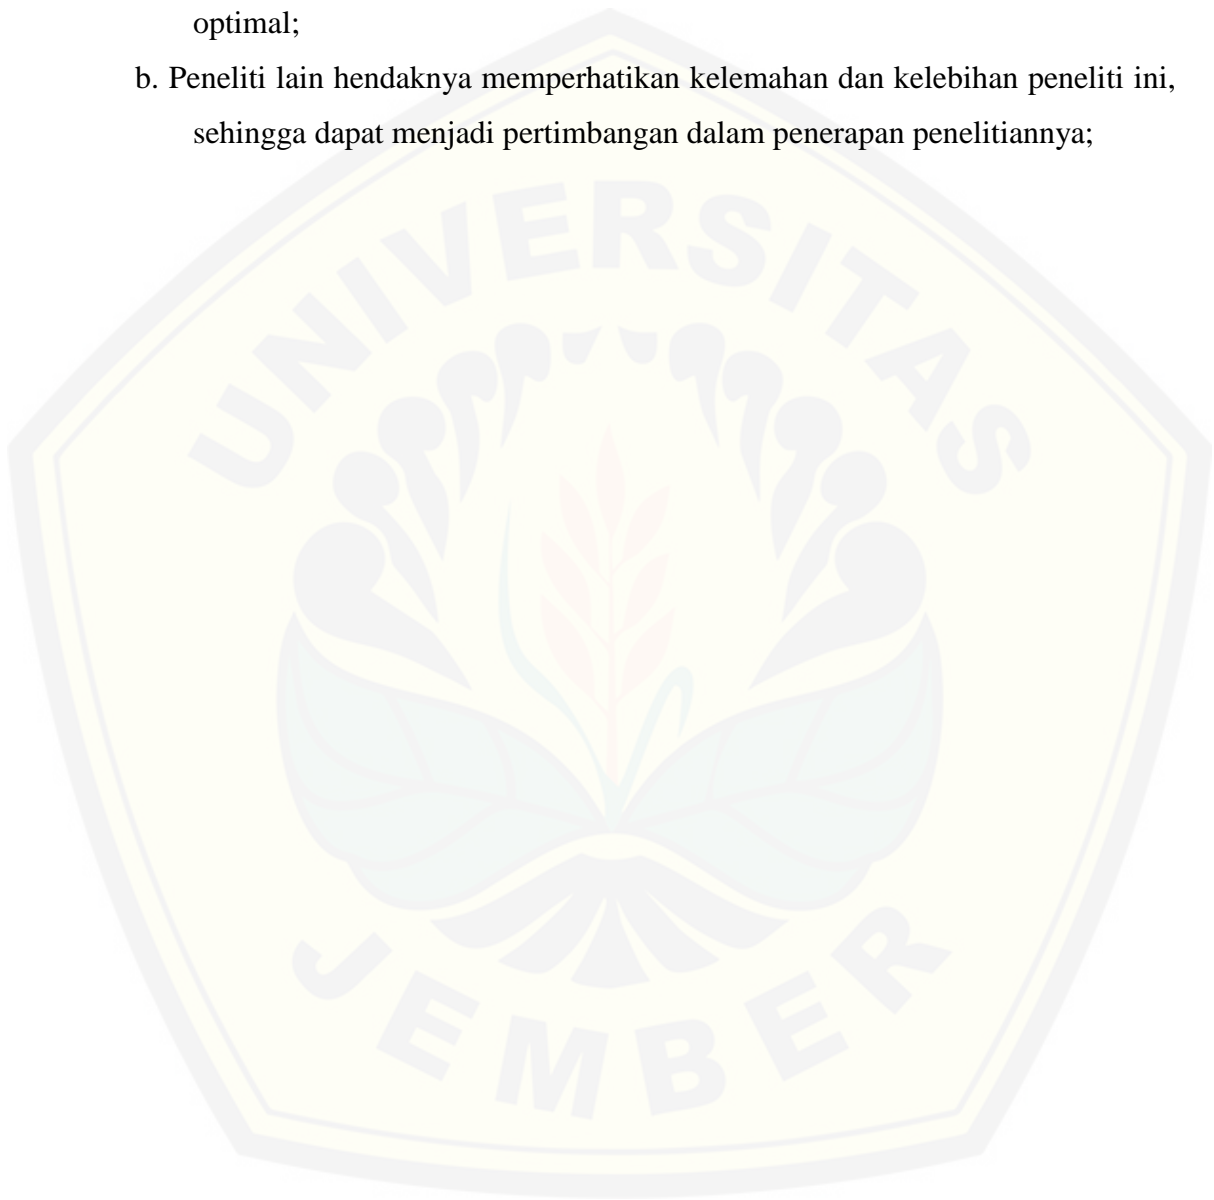 optimal;
b. Peneliti lain hendaknya memperhatikan kelemahan dan kelebihan peneliti ini,
sehingga dapat menjadi pertimbangan dalam penerapan penelitiannya;
UNIVERSITAS
JEMBER